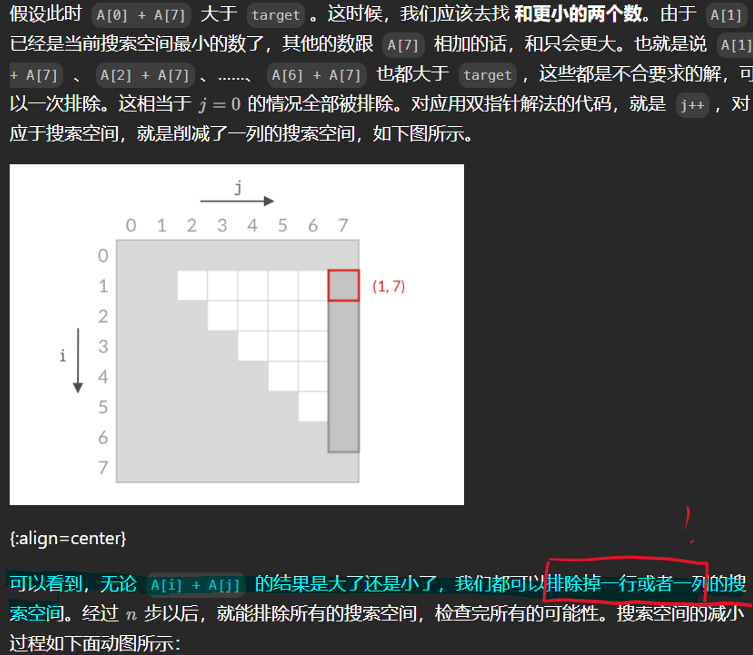 假设此时 A[0] + A[7] 大于 target 。这时候，我们应该去找 和更小的两个数。由于 A[1]
已经是当前搜索空间最小的数了，其他的数跟 A[7] 相加的话，和只会更大。也就是说 A[1]
+ A[7] 、 A[2] + A[7] 、……、 A[6] + A[7] 也都大于 target ，这些都是不合要求的解，可
以一次排除。这相当于 j=0 的情况全部被排除。对应用双指针解法的代码，就是 j++ ，对
应于搜索空间，就是削减了一列的搜索空间，如下图所示。
j
0 1 2 3 4 5 6 7
0
1 (1, 7)
2
3
i
4
5
6
7
{:align=center}
可以看到，无论 A[i] + A[j] 的结果是大了还是小了，我们都可以排除掉一行或者一列的搜
索空间。经过 n 步以后，就能排除所有的搜索空间，检查完所有的可能性。搜索空间的减小
过程如下面动图所示：